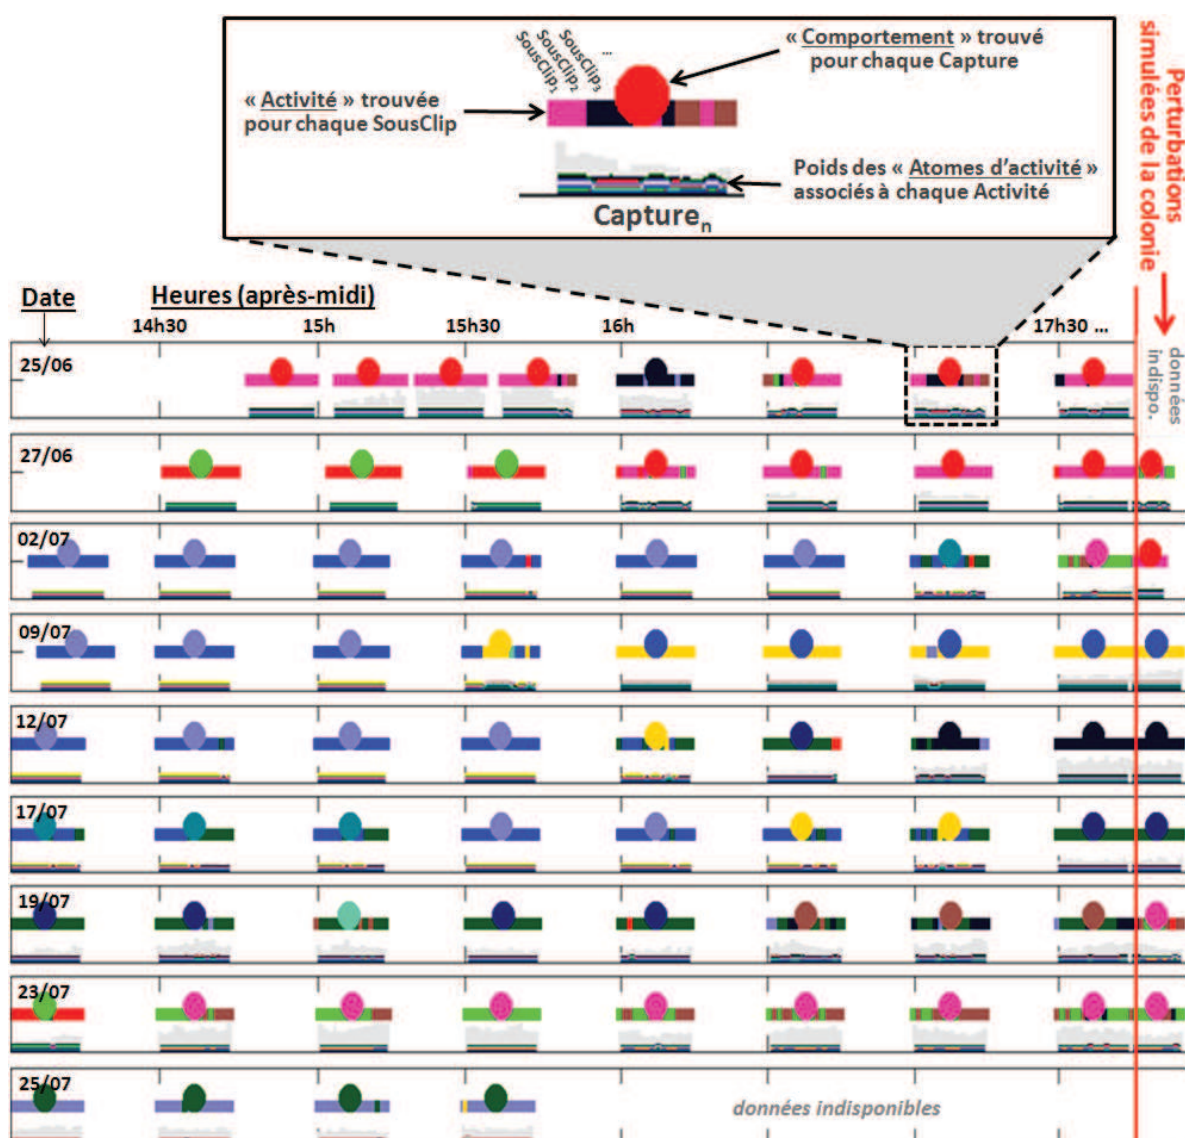 SousClip1
SousClip2
SousClip3
...
« Comportement » trouvé
pour chaque Capture
« Activité » trouvée
pour chaque SousClip
Poids des « Atomes d'activité »
associés à chaque Activité
Capturen
Perturbations
simulées de la colonie
Date
Heures (après-midi)
14h30 15h 15h30 16h 17h30 ...
25/06
données
indispo.
27/06
02/07
09/07
12/07
17/07
19/07
23/07
25/07
données indisponibles